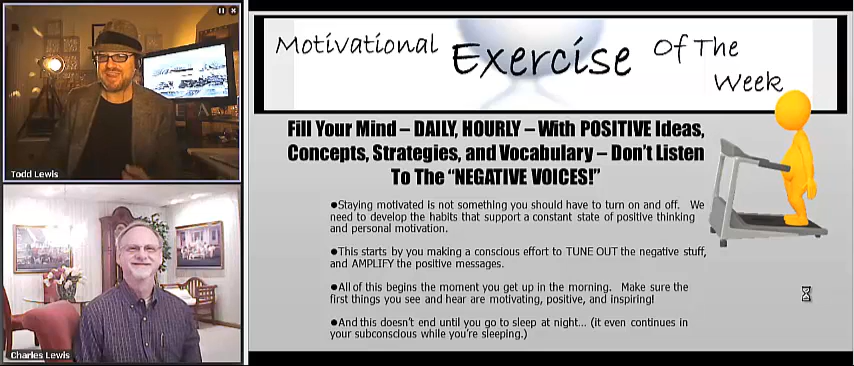 Todd Lewis
Charles Lewis
Motivational Exercise Of The
Week
Fill Your Mind – DAILY, HOURLY – With POSITIVE Ideas,
Concepts, Strategies, and Vocabulary – Don't Listen
To The "NEGATIVE VOICES!"
●Staying motivated is not something you should have to turn on and off. We
need to develop the habits that support a constant state of positive thinking
and personal motivation.
●This starts by you making a conscious effort to TUNE OUT the negative stuff,
and AMPLIFY the positive messages.
●All of this begins the moment you get up in the morning. Make sure the
first things you see and hear are motivating, positive, and inspiring!
●And this doesn't end until you go to sleep at night... (it even continues in
your subconscious while you're sleeping.)